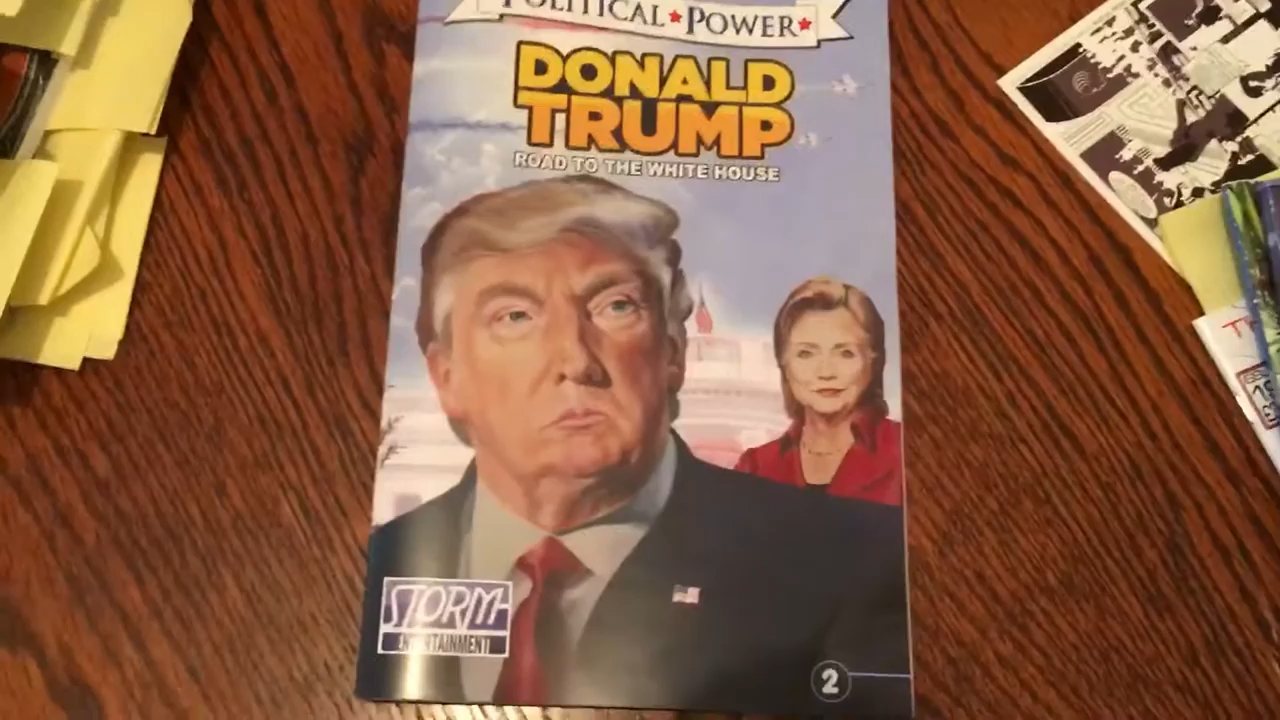 POLITICAL★POWER★
DONALD
TRUMP
ROAD TO THE WHITE HOUSE
STORM
ENTERTAINMENT
2